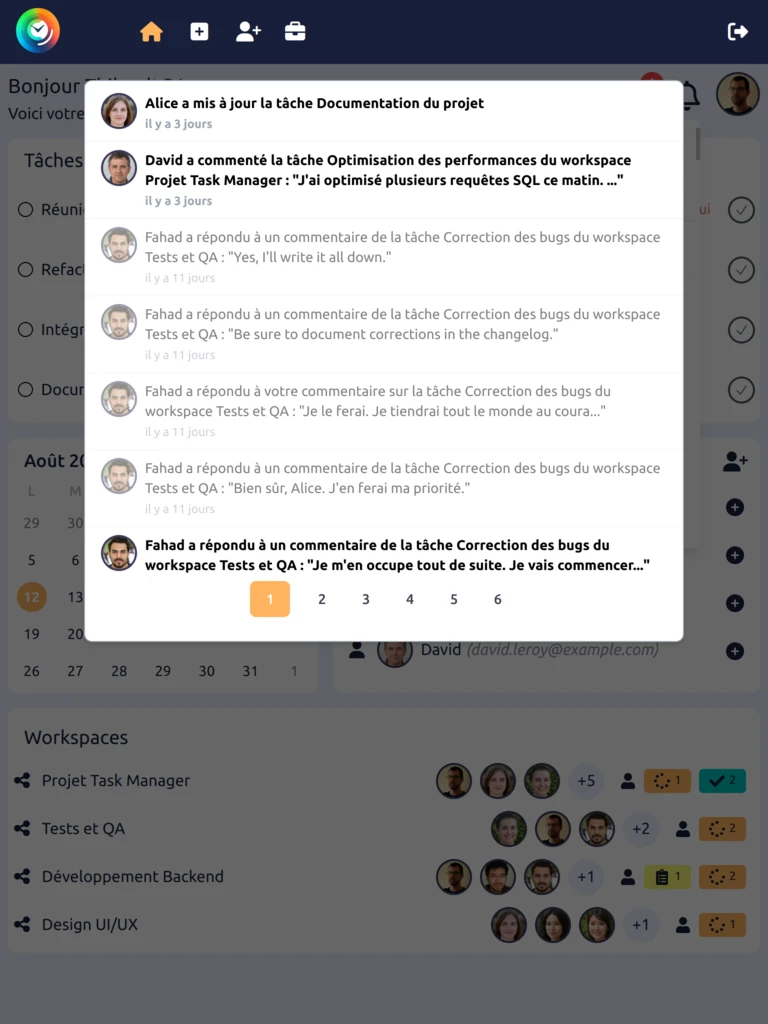 Bonjour
Voici votre
Alice a mis à jour la tâche Documentation du projet
il y a 3 jours
David a commenté la tâche Optimisation des performances du workspace
Projet Task Manager : "J'ai optimisé plusieurs requêtes SQL ce matin. ..."
il y a 3 jours
Fahad a répondu à un commentaire de la tâche Correction des bugs du workspace
Tests et QA : "Yes, I'll write it all down."
il y a 11 jours
Fahad a répondu à un commentaire de la tâche Correction des bugs du workspace
Tests et QA : "Be sure to document corrections in the changelog."
il y a 11 jours
Fahad a répondu à votre commentaire sur la tâche Correction des bugs du
workspace Tests et QA : "Je le ferai. Je tiendrai tout le monde au coura..."
il y a 11 jours
Fahad a répondu à un commentaire de la tâche Correction des bugs du workspace
Tests et QA : "Bien sûr, Alice. J'en ferai ma priorité."
il y a 11 jours
Fahad a répondu à un commentaire de la tâche Correction des bugs du
workspace Tests et QA : "Je m'en occupe tout de suite. Je vais commencer..."
1 2 3 4 5 6
Tâches
Réuni
ui
Refac
Intégr
Docun
Août 20
L M
29 30
5 6
12 13
19 20
26 27 28 29 30 31 1
David (david.leroy@example.com)
Workspaces
Projet Task Manager
+5 1 2
Tests et QA
+2 2
Développement Backend
+1 1 2
Design UI/UX
+1 1